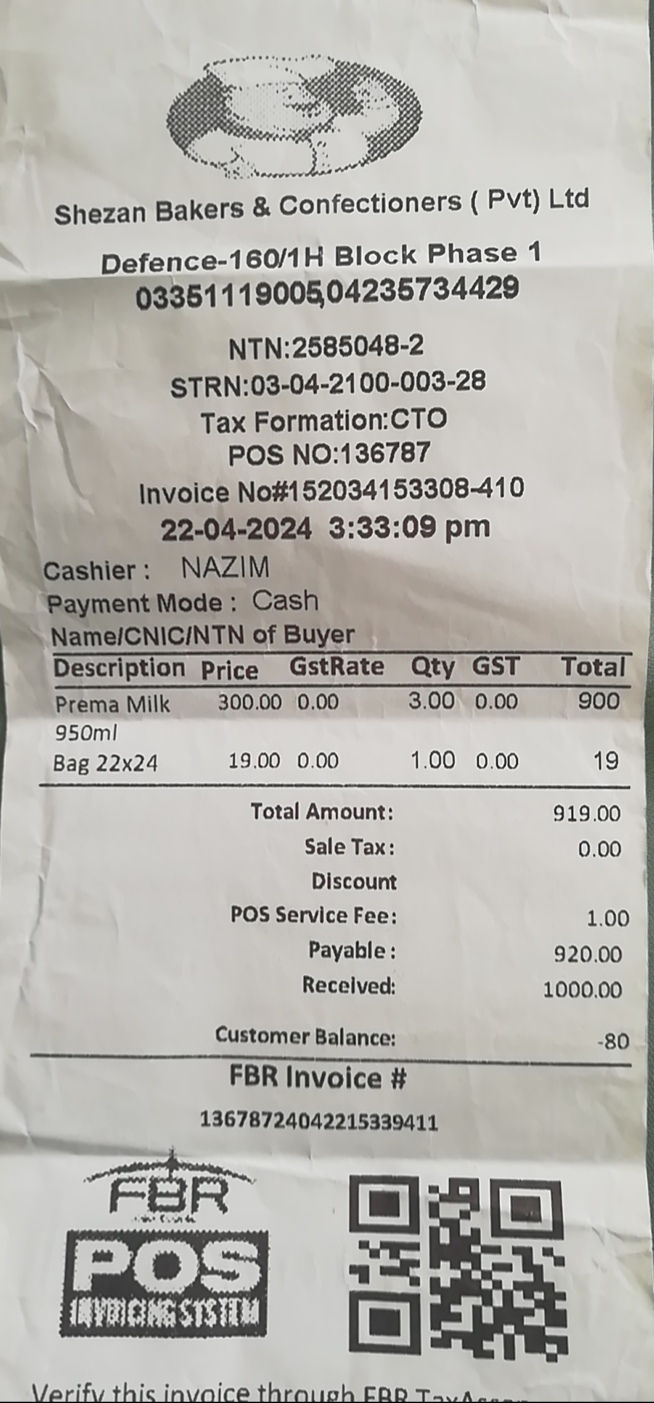 Shezan Bakers & Confectioners ( Pvt) Ltd
Defence-160/1H Block Phase 1
03351119005,04235734429
NTN:2585048-2
STRN:03-04-2100-003-28
Tax Formation:CTO
POS NO:136787
Invoice No#152034153308-410
22-04-2024 3:33:09 pm
Cashier : NAZIM
Payment Mode : Cash
Name/CNIC/NTN of Buyer
Description Price GstRate Qty GST Total
Prema Milk 300.00 0.00 3.00 0.00 900
950ml
Bag 22x24 19.00 0.00 1.00 0.00 19
Total Amount: 919.00
Sale Tax: 0.00
Discount
POS Service Fee: 1.00
Payable : 920.00
Received: 1000.00
Customer Balance: -80
FBR Invoice #
13678724042215339411
FBR
POS
INVOICING SYSTEM
Verify this invoice through FBR